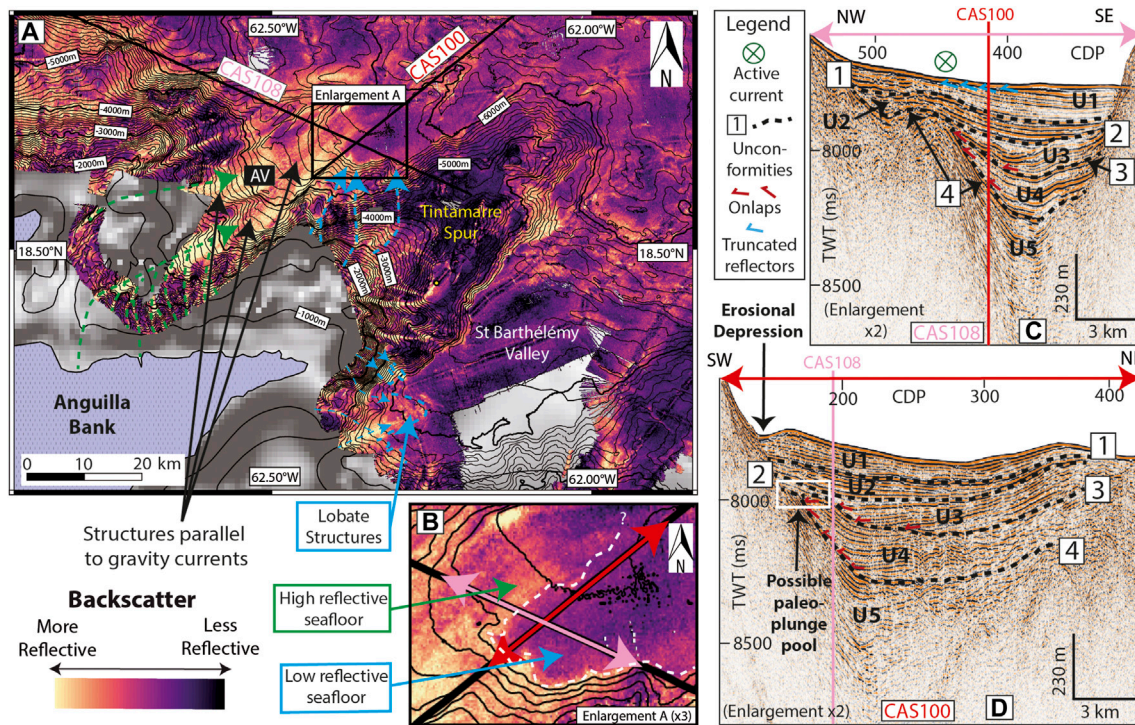 A
62.50°W
62.00°W
N
-5000m
CAS108
CAS100
Enlargement A
-6000m
-4000m
-3000m
-2000m
-5000m
AV
-4000m
Tintamarre
Spur
18.50°N
18.50°N
-3000m
-2000m
-1000m
St Barthélémy
Valley
Anguilla
Bank
0 10 20 km
62.50°W
62.00°W
Structures parallel
to gravity currents
Lobate
Structures
High reflective
seafloor
Low reflective
seafloor
Backscatter
More
Reflective
Less
Reflective
B
?
N
Enlargement A (x3)
Legend
Active
current
1
Uncon-
formities
Onlaps
Truncated
reflectors
NW
CAS100
SE
500
400
CDP
1
U1
U2
2
8000
U3
3
4
U4
U5
TWT (ms)
8500
230 m
(Enlargement
x2)
CAS108
C
3 km
Erosional
Depression
SW
CAS108
N
200
CDP
300
400
U1
1
2
U2
3
8000
U3
4
U4
TWT (ms)
Possible
paleo-
plunge
pool
U5
8500
230 m
(Enlargement x2)
CAS100
D
3 km